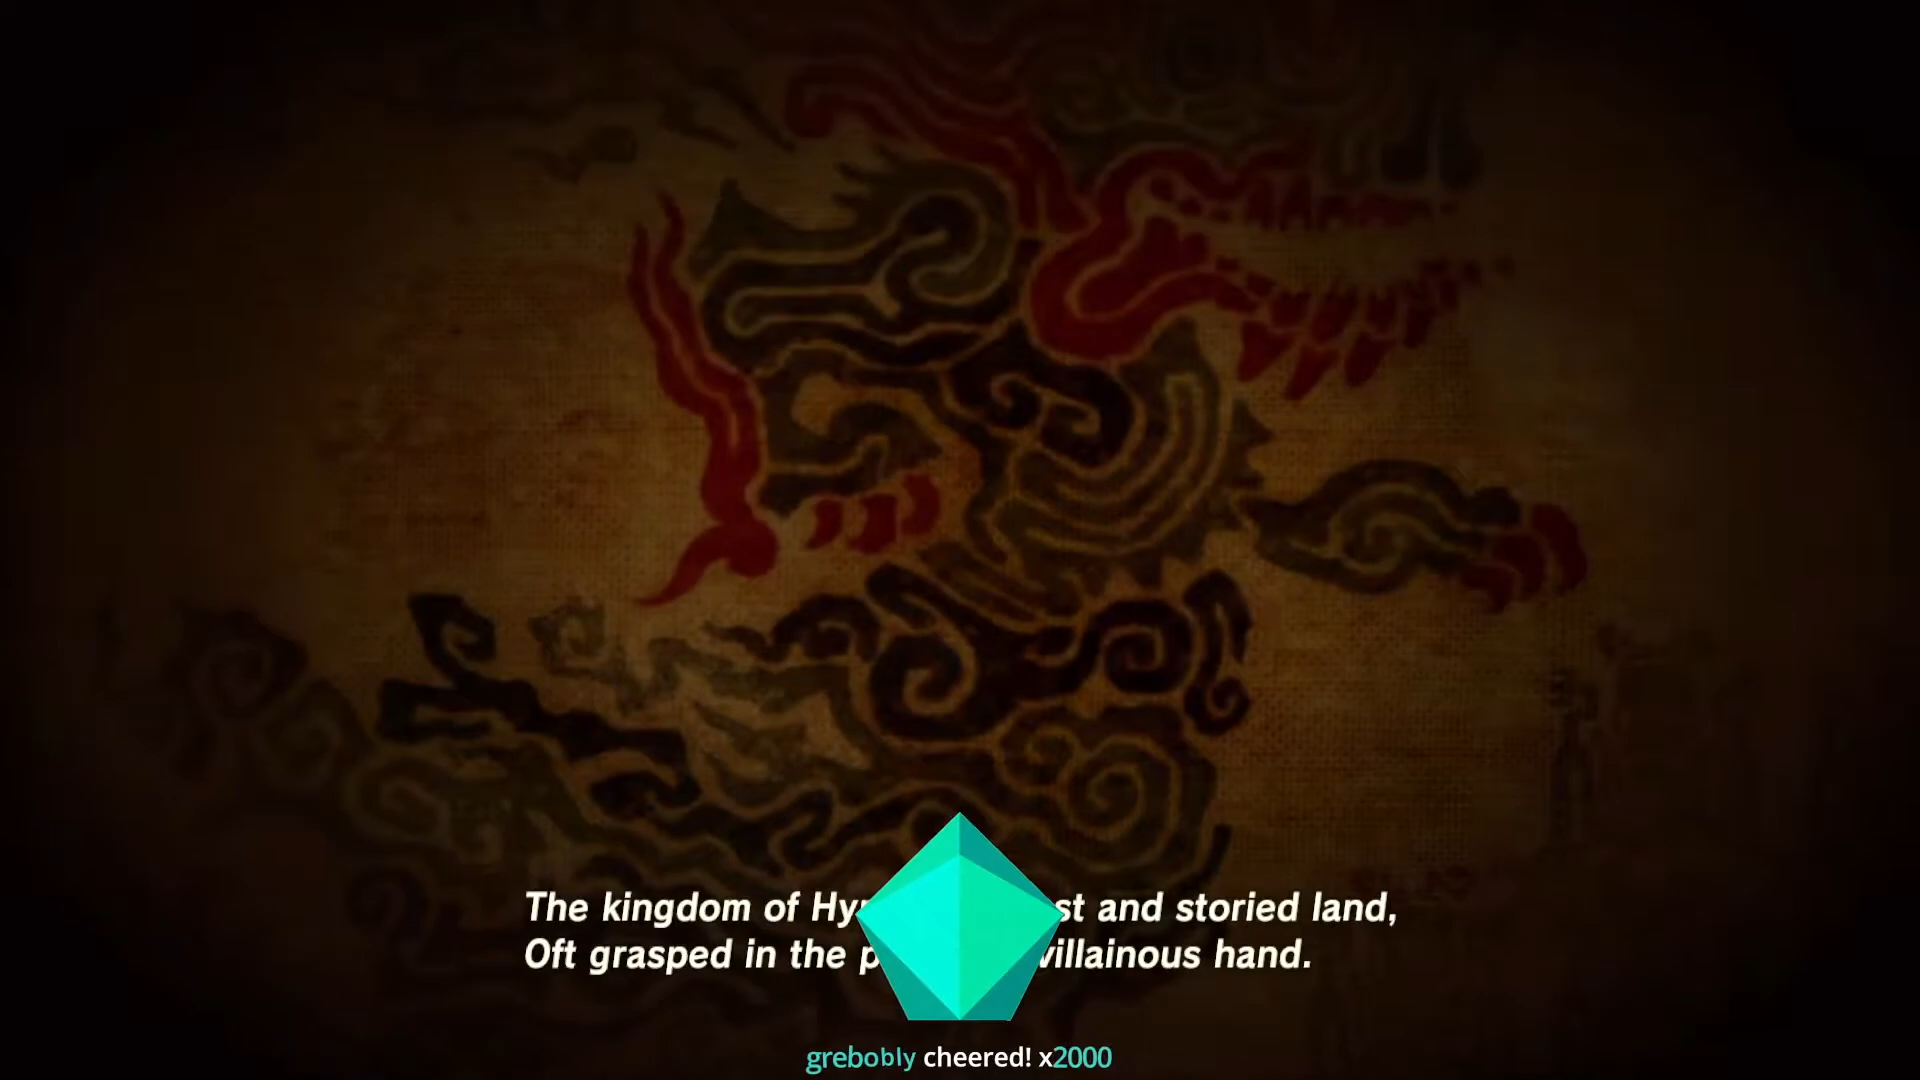 The kingdom of Hy st and storied land,
Oft grasped in the p villainous hand.
grebobly cheered! x2000